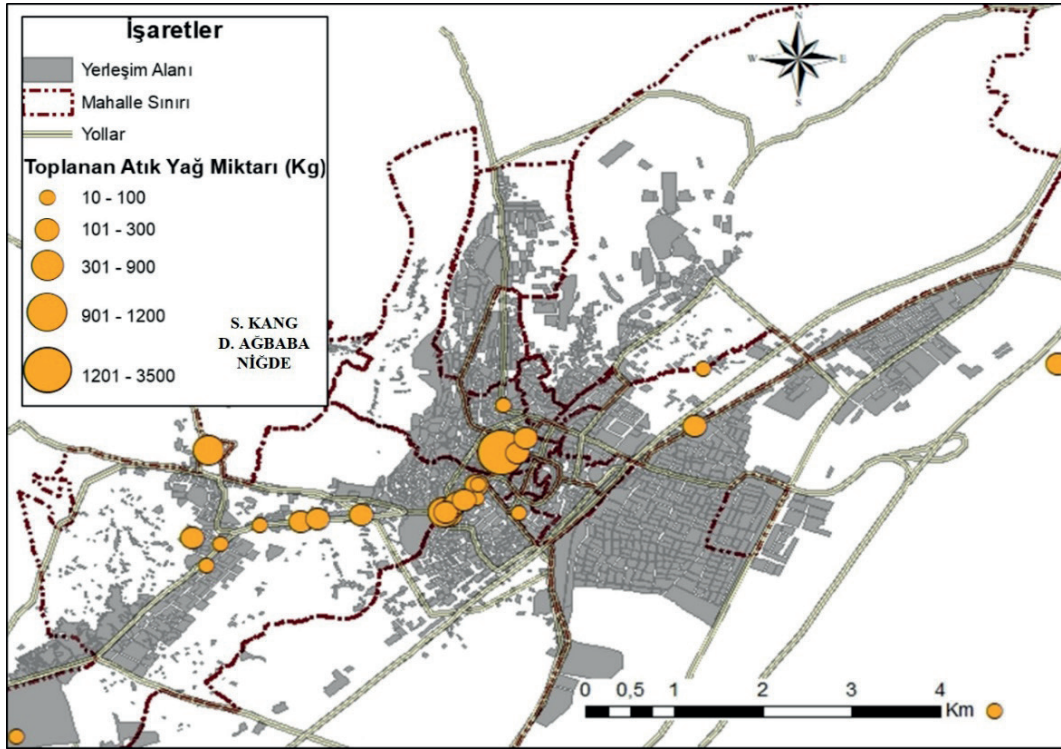 İşaretler
Yerleşim Alanı
Mahalle Sınırı
Yollar
Toplanan Atık Yağ Miktarı (Kg)
10 - 100
101 - 300
301 - 900
901 - 1200
1201 - 3500
S. KANG
D. AĞBABA
NİĞDE
N
W E
S
0 0,5 1 2 3 4
Km